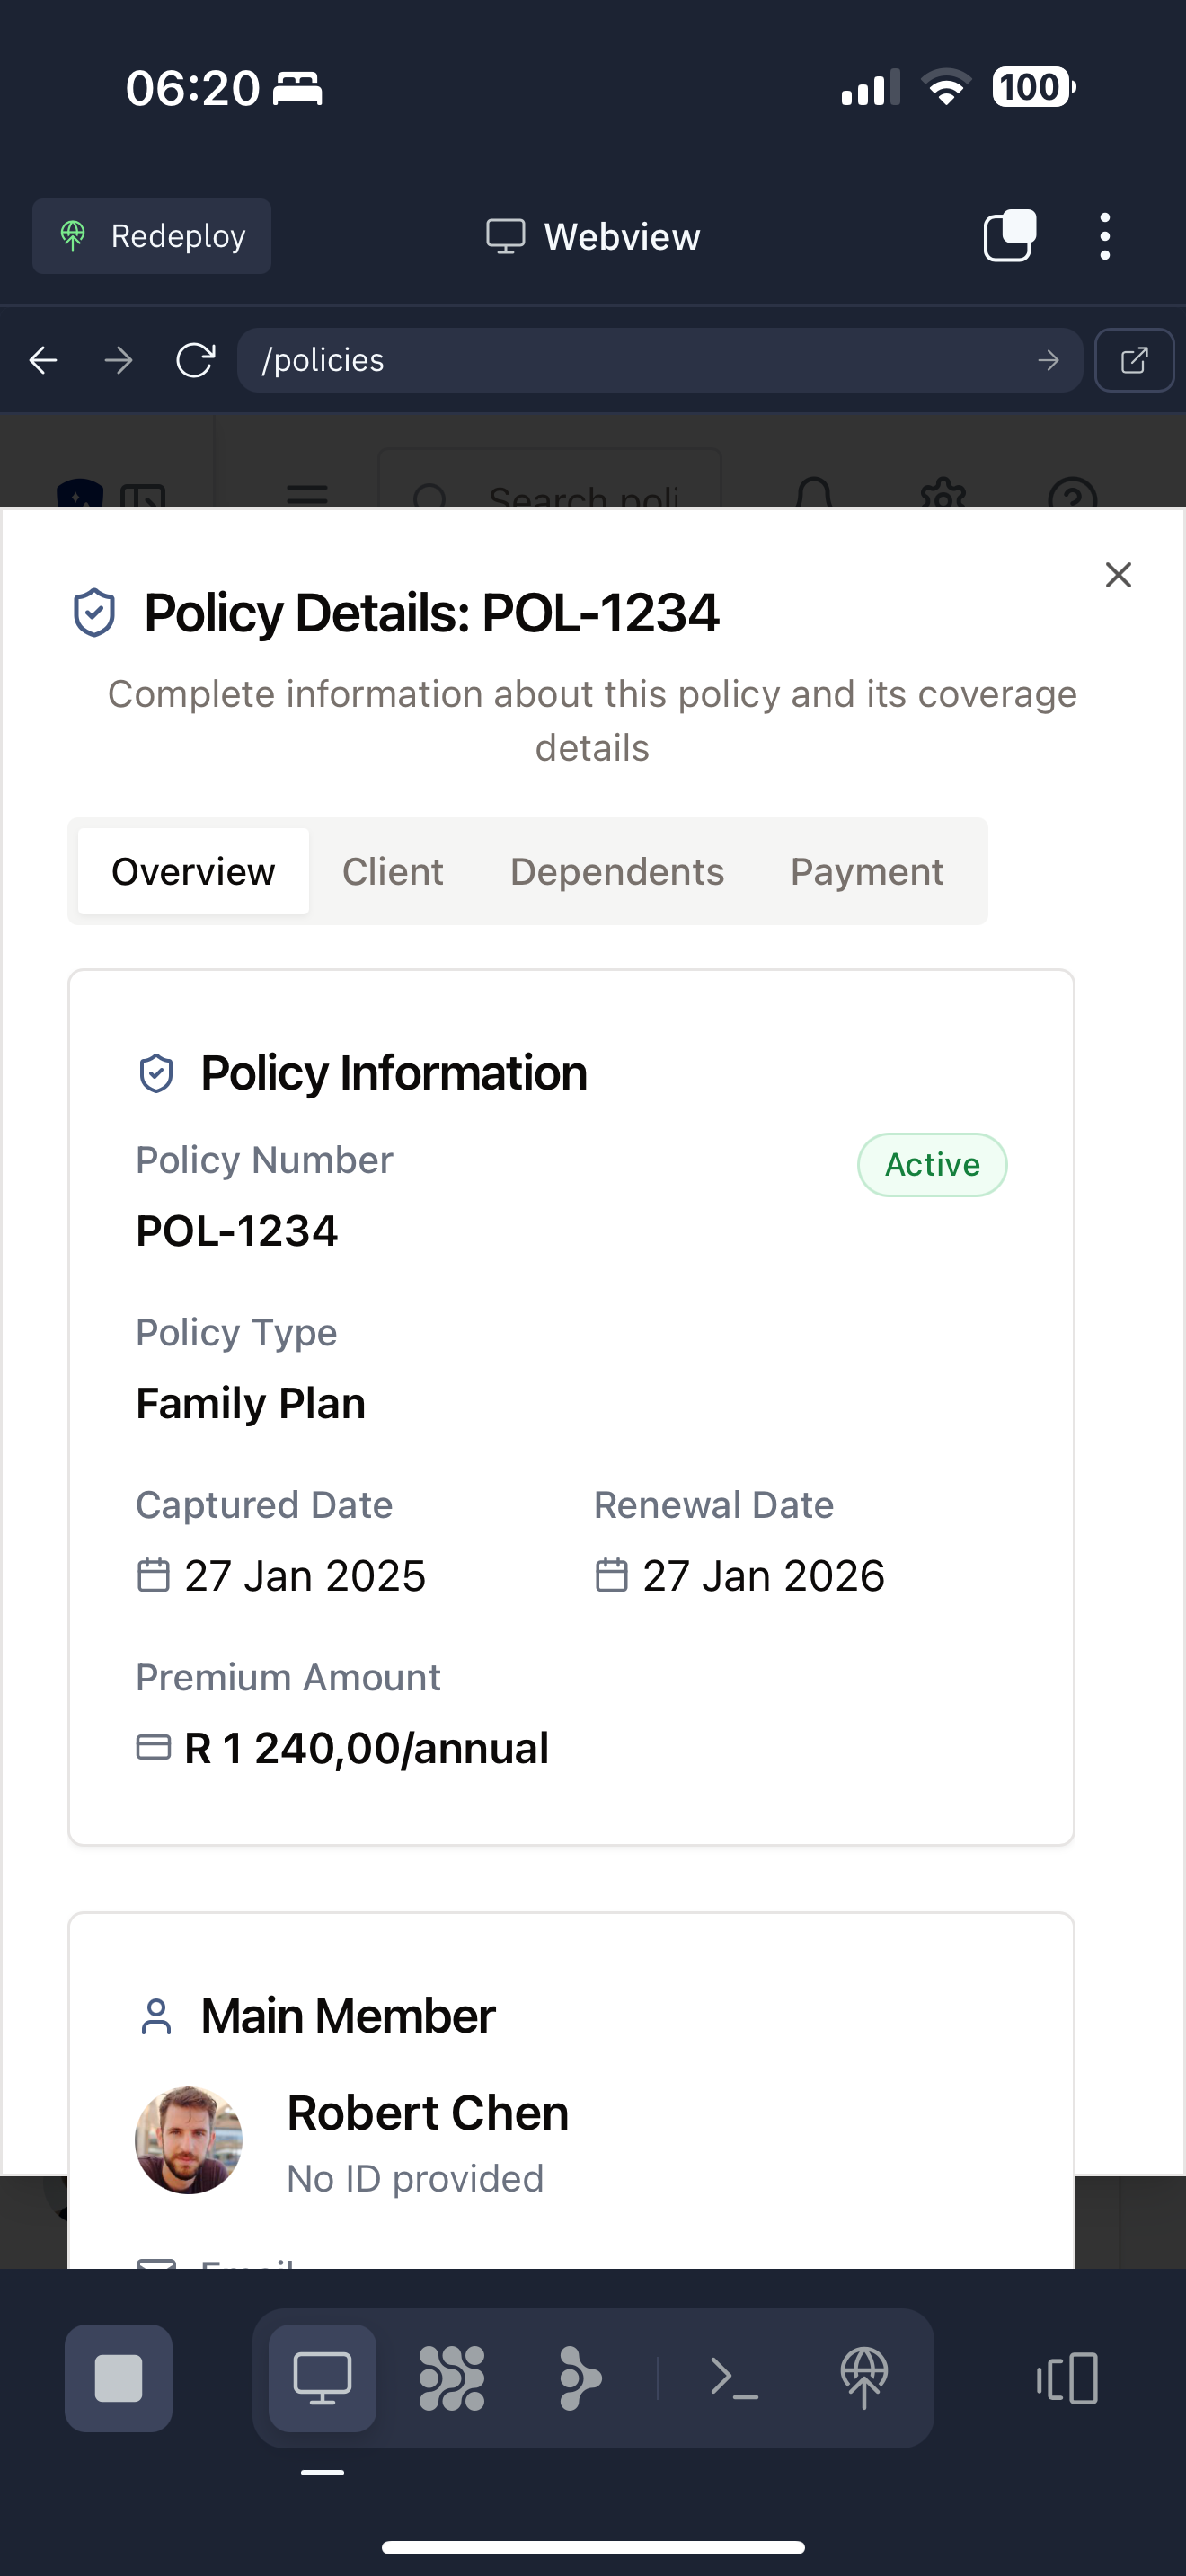 06:20
100
Redeploy
Webview
/policies
Search poli
Policy Details: POL-1234
Complete information about this policy and its coverage
details
Overview Client Dependents Payment
Policy Information
Policy Number
Active
POL-1234
Policy Type
Family Plan
Captured Date Renewal Date
27 Jan 2025 27 Jan 2026
Premium Amount
R 1 240,00/annual
Main Member
Robert Chen
No ID provided
Email